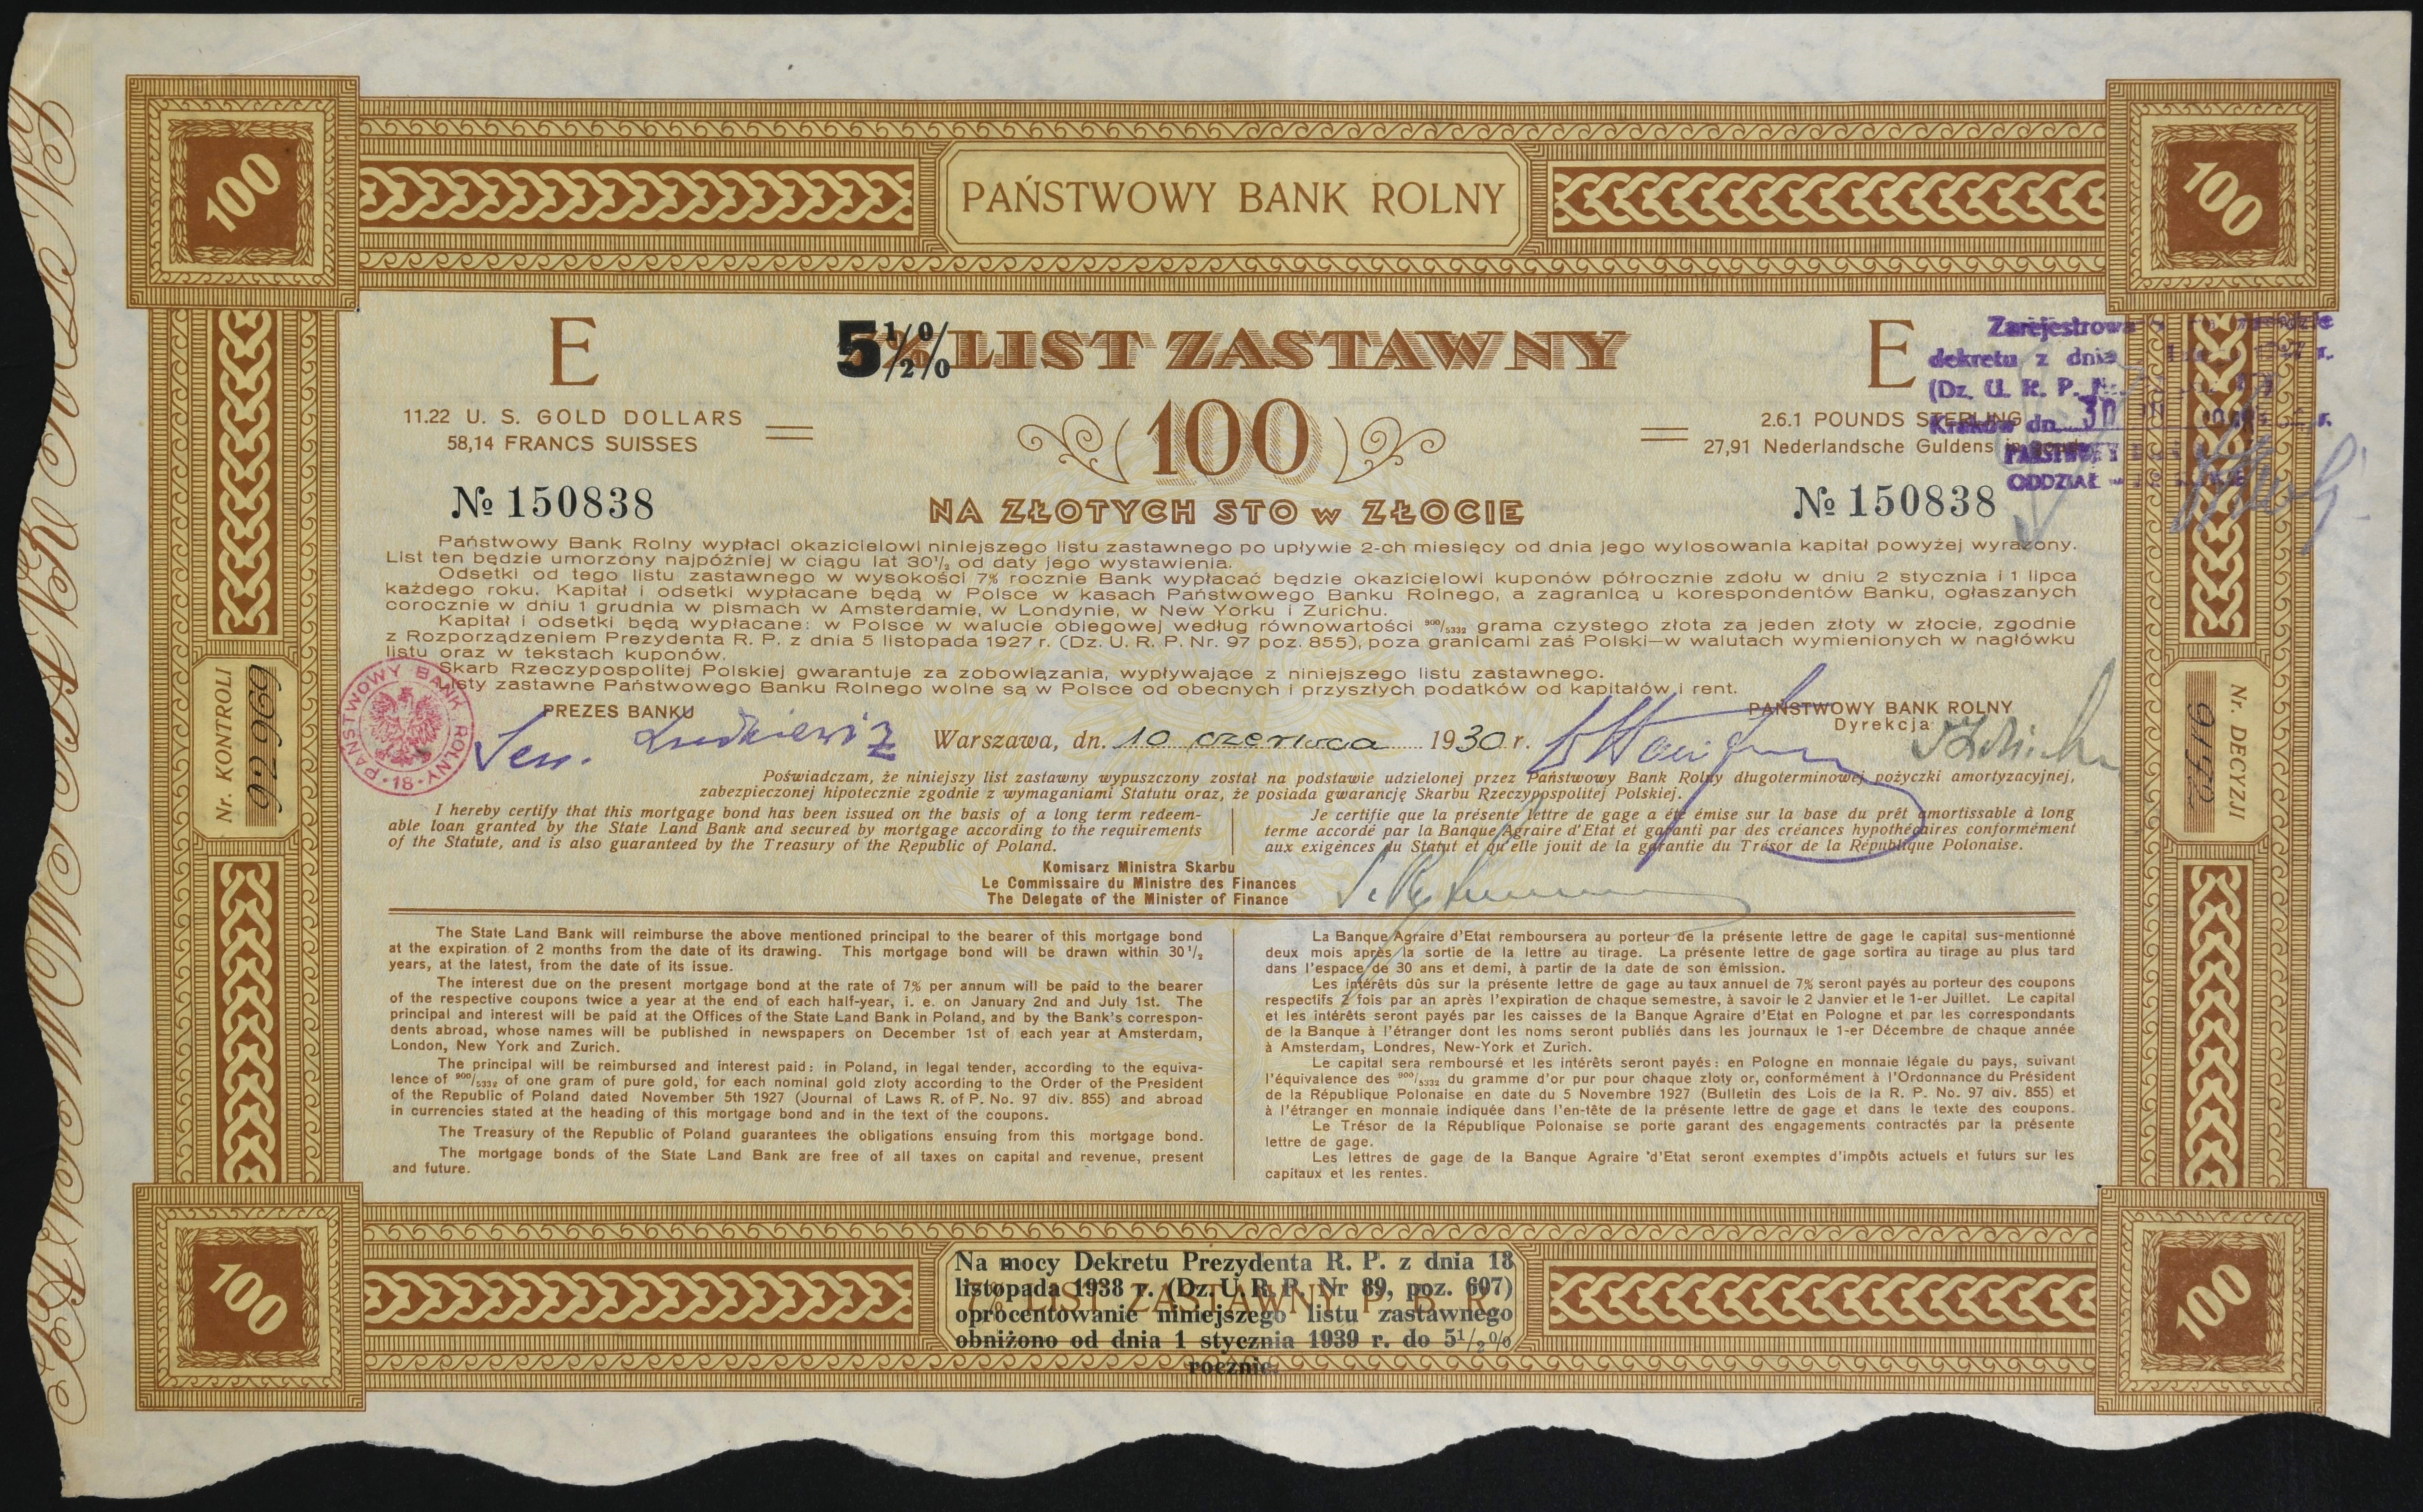 100
PAŃSTWOWY BANK ROLNY
100
E
5½% LIST ZASTAWNY
E
11.22 U. S. GOLD DOLLARS
58,14 FRANCS SUISSES
=
(100)
=
2.6.1 POUNDS STERLING
27,91 Nederlandsche Guldens
Zarejestrowa
dekretu z dnia
(Dz. U. R. P.
Kraków dn. 30
ODDZIAŁ
№ 150838
NA ZŁOTYCH STO w ZŁOCIE
№ 150838
Państwowy Bank Rolny wypłaci okazicielowi niniejszego listu zastawnego po upływie 2-ch miesięcy od dnia jego wylosowania kapitał powyżej wyrażony.
List ten będzie umorzony najpóźniej w ciągu lat 30½ od daty jego wystawienia.
Odsetki od tego listu zastawnego w wysokości 7% rocznie Bank wypłacać będzie okazicielowi kuponów półrocznie zdołu w dniu 2 stycznia i 1 lipca
każdego roku. Kapitał i odsetki wypłacane będą w Polsce w kasach Państwowego Banku Rolnego, a zagranicą u korespondentów Banku, ogłaszanych
corocznie w dniu 1 grudnia w pismach w Amsterdamie, w Londynie, w New Yorku i Zurichu.
Kapitał i odsetki będą wypłacane: w Polsce w walucie obiegowej według równowartości 900/5332 grama czystego złota za jeden złoty w złocie, zgodnie
z Rozporządzeniem Prezydenta R. P. z dnia 5 listopada 1927 r. (Dz. U. R. P. Nr. 97 poz. 855), poza granicami zaś Polski—w walutach wymienionych w nagłówku
listu oraz w tekstach kuponów.
Skarb Rzeczypospolitej Polskiej gwarantuje za zobowiązania, wypływające z niniejszego listu zastawnego.
Listy zastawne Państwowego Banku Rolnego wolne są w Polsce od obecnych i przyszłych podatków od kapitałów i rent.
PAŃSTWOWY BANK ROLNY
·18·
PREZES BANKU
Warszawa, dn. 10 czerwca 1930 r.
PAŃSTWOWY BANK ROLNY
Dyrekcja
Nr. KONTROLI
92969
Nr. DECYZJI
Poświadczam, że niniejszy list zastawny wypuszczony został na podstawie udzielonej przez Państwowy Bank Rolny długoterminowej pożyczki amortyzacyjnej,
zabezpieczonej hipotecznie zgodnie z wymaganiami Statutu oraz, że posiada gwarancję Skarbu Rzeczypospolitej Polskiej.
I hereby certify that this mortgage bond has been issued on the basis of a long term redeem-
able loan granted by the State Land Bank and secured by mortgage according to the requirements
of the Statute, and is also guaranteed by the Treasury of the Republic of Poland.
Je certifie que la présente lettre de gage a été émise sur la base du prêt amortissable à long
terme accordé par la Banque Agraire d'Etat et garanti par des créances hypothécaires conformément
aux exigences du Statut et qu'elle jouit de la garantie du Trésor de la République Polonaise.
Komisarz Ministra Skarbu
Le Commissaire du Ministre des Finances
The Delegate of the Minister of Finance
The State Land Bank will reimburse the above mentioned principal to the bearer of this mortgage bond
at the expiration of 2 months from the date of its drawing. This mortgage bond will be drawn within 30½
years, at the latest, from the date of its issue.
The interest due on the present mortgage bond at the rate of 7% per annum will be paid to the bearer
of the respective coupons twice a year at the end of each half-year, i. e. on January 2nd and July 1st. The
principal and interest will be paid at the Offices of the State Land Bank in Poland, and by the Bank's correspon-
dents abroad, whose names will be published in newspapers on December 1st of each year at Amsterdam,
London, New York and Zurich.
The principal will be reimbursed and interest paid: in Poland, in legal tender, according to the equiva-
lence of 900/5332 of one gram of pure gold, for each nominal gold zloty according to the Order of the President
of the Republic of Poland dated November 5th 1927 (Journal of Laws R. of P. No. 97 div. 855) and abroad
in currencies stated at the heading of this mortgage bond and in the text of the coupons.
The Treasury of the Republic of Poland guarantees the obligations ensuing from this mortgage bond.
The mortgage bonds of the State Land Bank are free of all taxes on capital and revenue, present
and future.
La Banque Agraire d'Etat remboursera au porteur de la présente lettre de gage le capital sus-mentionné
deux mois après la sortie de la lettre au tirage. La présente lettre de gage sortira au tirage au plus tard
dans l'espace de 30 ans et demi, à partir de la date de son émission.
Les intérêts dûs sur la présente lettre de gage au taux annuel de 7% seront payés au porteur des coupons
respectifs 2 fois par an après l'expiration de chaque semestre, à savoir le 2 Janvier et le 1-er Juillet. Le capital
et les intérêts seront payés par les caisses de la Banque Agraire d'Etat en Pologne et par les correspondants
de la Banque à l'étranger dont les noms seront publiés dans les journaux le 1-er Décembre de chaque année
à Amsterdam, Londres, New-York et Zurich.
Le capital sera remboursé et les intérêts seront payés: en Pologne en monnaie légale du pays, suivant
l'équivalence des 900/5332 du gramme d'or pur pour chaque zloty or, conformément à l'Ordonnance du Président
de la République Polonaise en date du 5 Novembre 1927 (Bulletin des Lois de la R. P. No. 97 div. 855) et
à l'étranger en monnaie indiquée dans l'en-tête de la présente lettre de gage et dans le texte des coupons.
Le Trésor de la République Polonaise se porte garant des engagements contractés par la présente
lettre de gage.
Les lettres de gage de la Banque Agraire d'Etat seront exemptes d'impôts actuels et futurs sur les
capitaux et les rentes.
100
Na mocy Dekretu Prezydenta R. P. z dnia 18
listopada 1938 r. (Dz. U. R. P. Nr 89, poz. 607)
oprocentowanie niniejszego listu zastawnego
obniżono od dnia 1 stycznia 1939 r. do 5½%
rocznie.
100